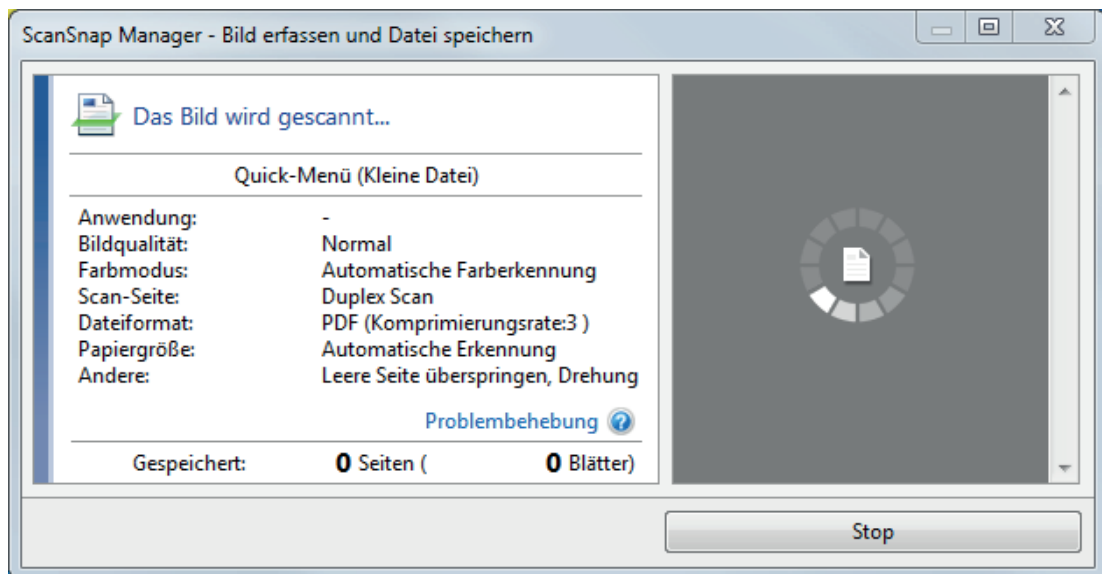 ScanSnap Manager - Bild erfassen und Datei speichern
Das Bild wird gescannt...
Quick-Menü (Kleine Datei)
Anwendung: -
Bildqualität: Normal
Farbmodus: Automatische Farberkennung
Scan-Seite: Duplex Scan
Dateiformat: PDF (Komprimierungsrate:3 )
Papiergröße: Automatische Erkennung
Andere: Leere Seite überspringen, Drehung
Problembehebung ?
Gespeichert: 0 Seiten ( 0 Blätter)
Stop